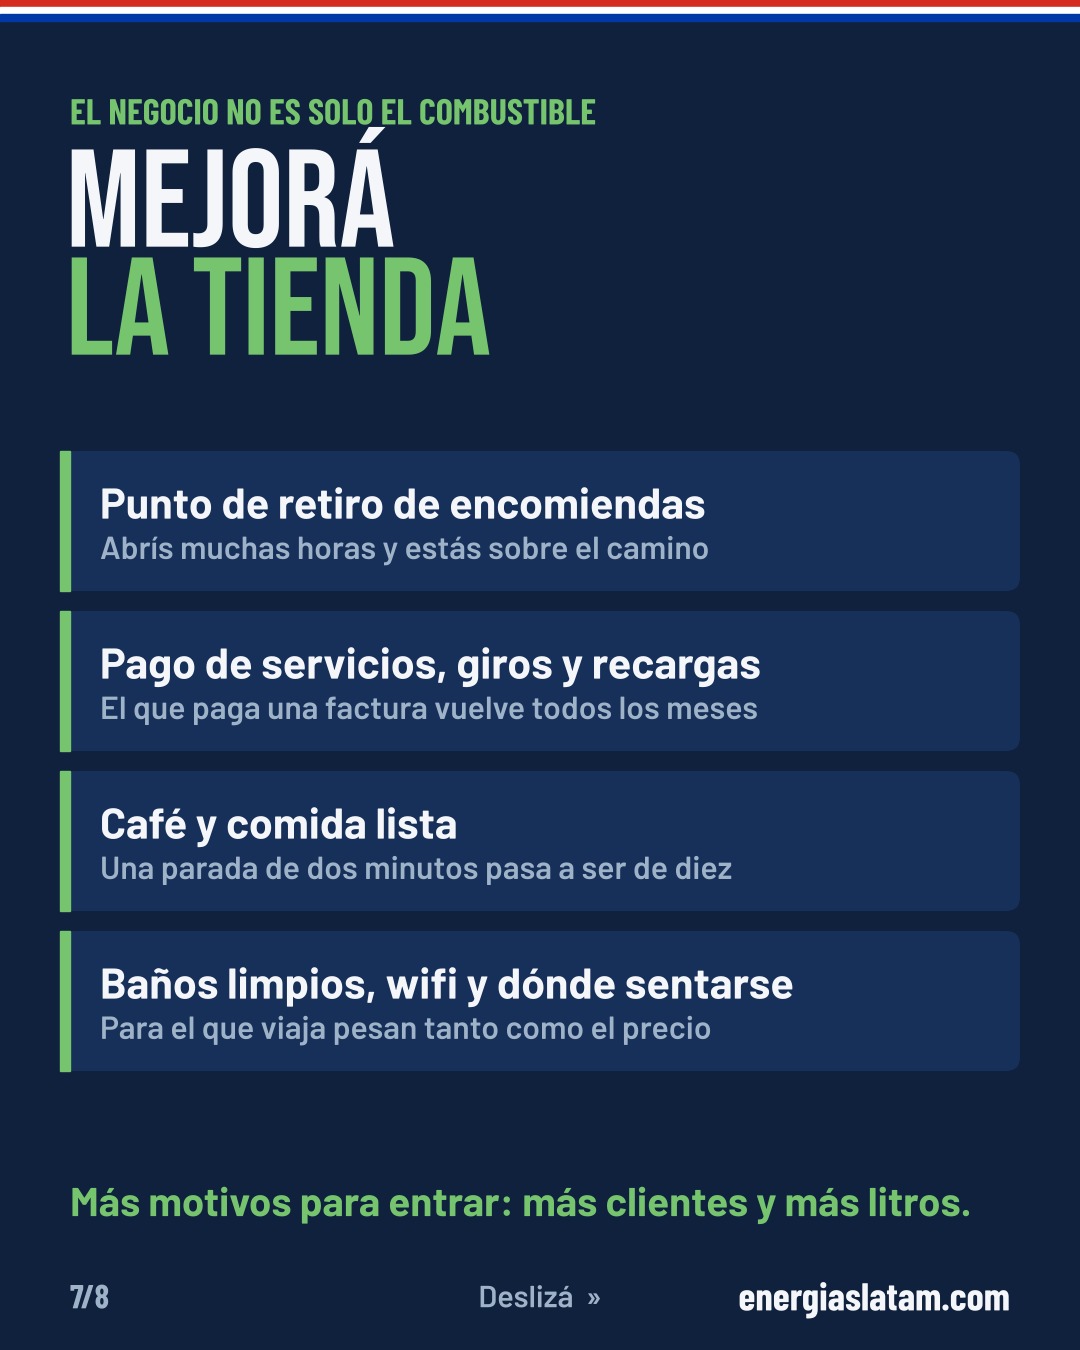 EL NEGOCIO NO ES SOLO EL COMBUSTIBLE
MEJORÁ
LA TIENDA
Punto de retiro de encomiendas
Abrís muchas horas y estás sobre el camino
Pago de servicios, giros y recargas
El que paga una factura vuelve todos los meses
Café y comida lista
Una parada de dos minutos pasa a ser de diez
Baños limpios, wifi y dónde sentarse
Para el que viaja pesan tanto como el precio
Más motivos para entrar: más clientes y más litros.
7/8
Deslizá »
energiaslatam.com